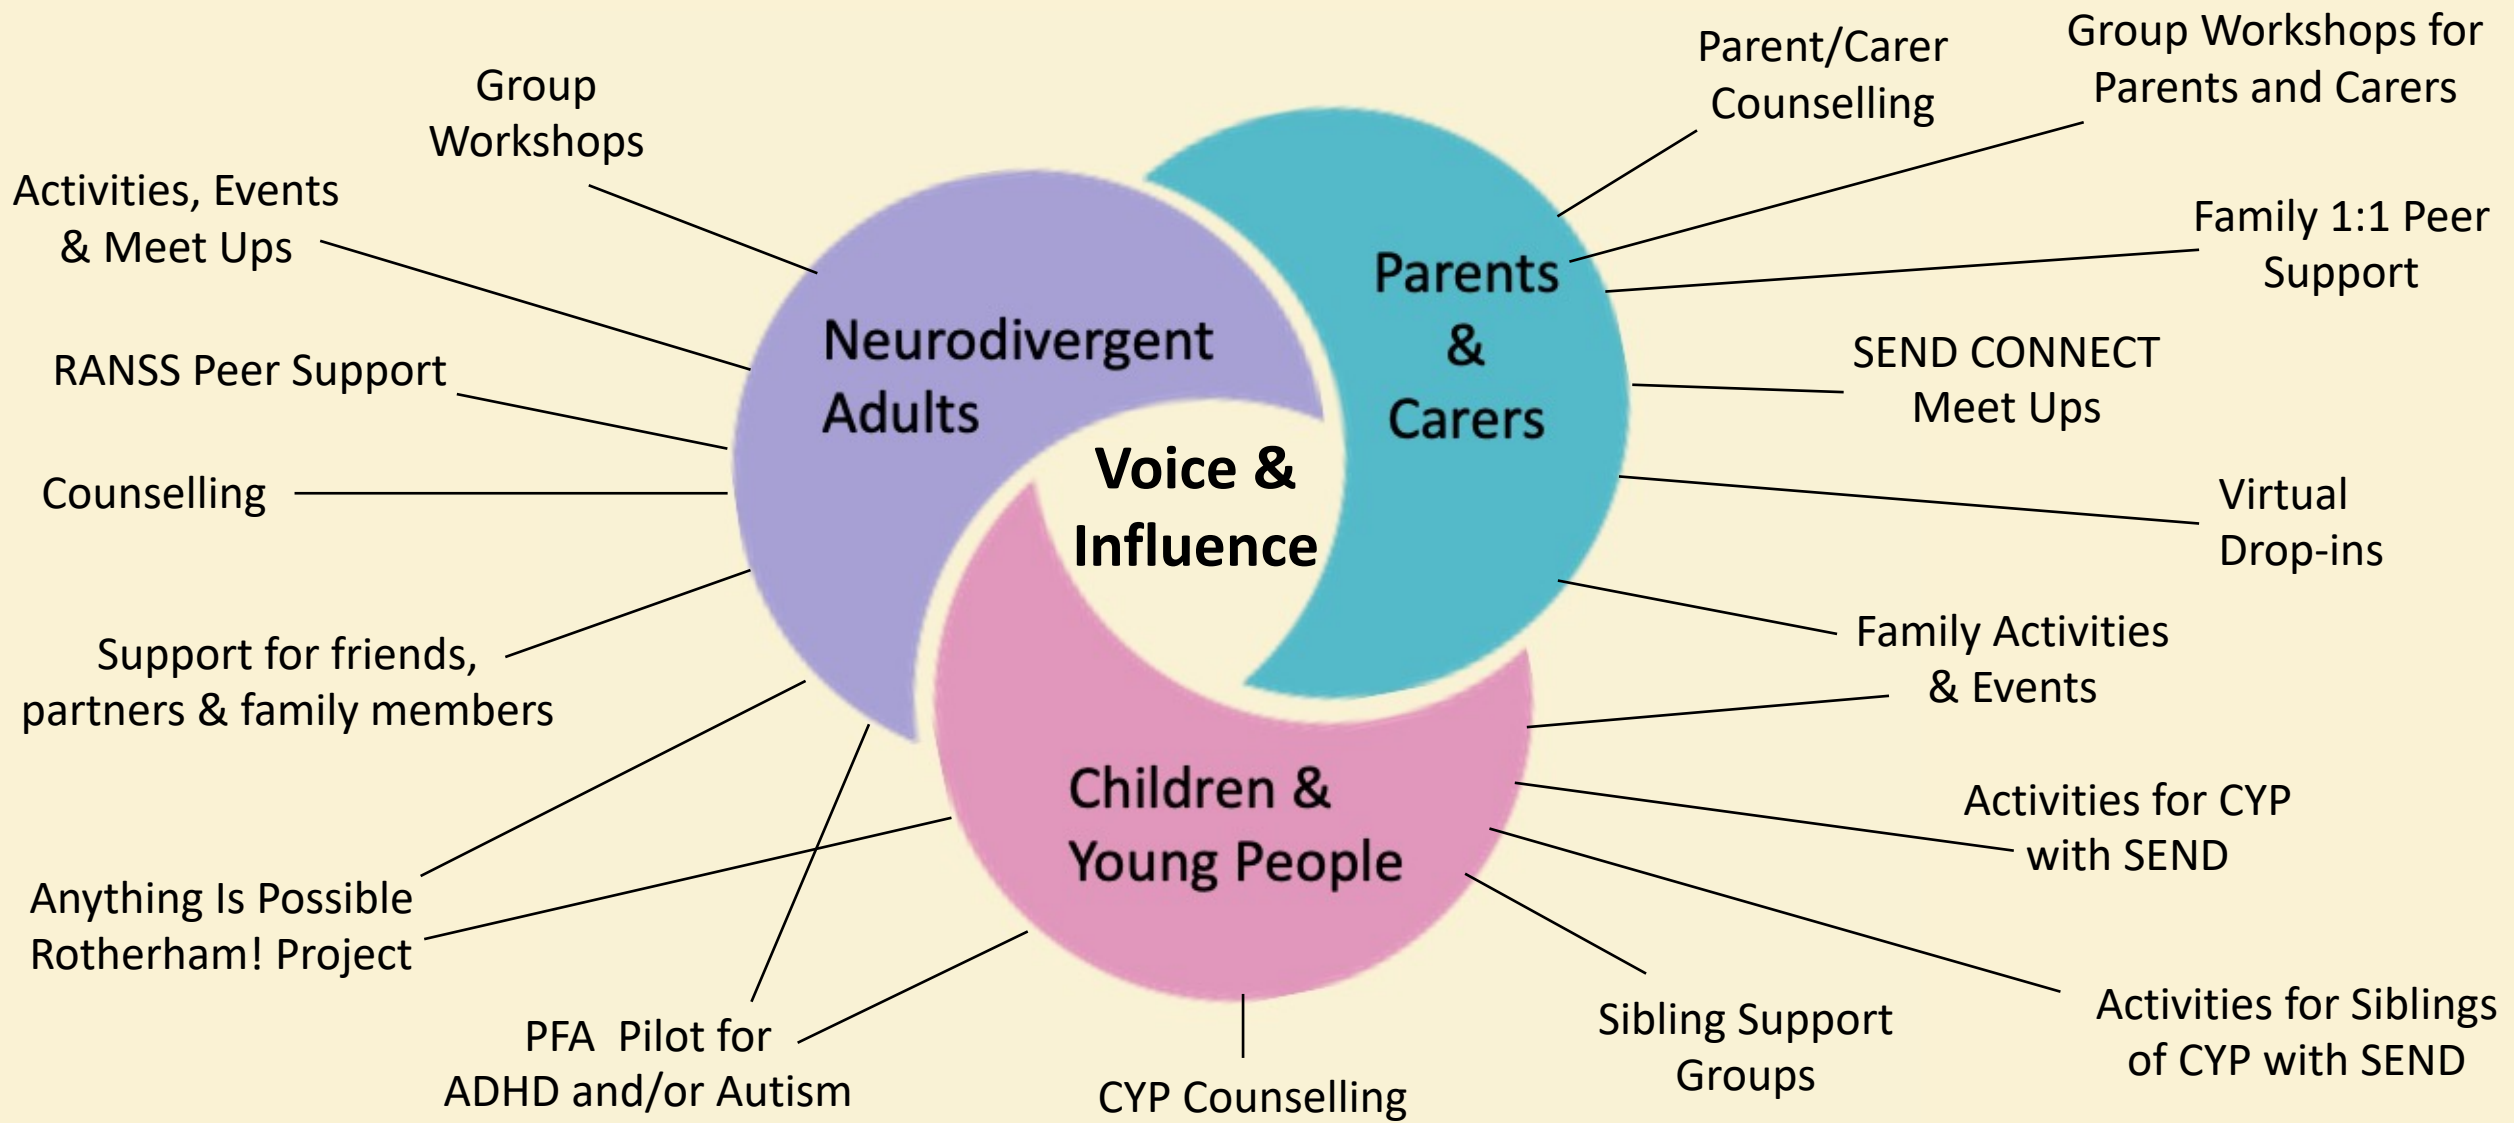 Group
Workshops
Activities, Events
& Meet Ups
RANSS Peer Support
Counselling
Support for friends,
partners & family members
Anything Is Possible
Rotherham! Project
PFA  Pilot for
ADHD and/or Autism
Neurodivergent
Adults
Voice &
Influence
Parents
&
Carers
Children &
Young People
Parent/Carer
Counselling
Group Workshops for
Parents and Carers
Family 1:1 Peer
Support
SEND CONNECT
Meet Ups
Virtual
Drop-ins
Family Activities
& Events
Activities for CYP
with SEND
Activities for Siblings
of CYP with SEND
Sibling Support
Groups
CYP Counselling